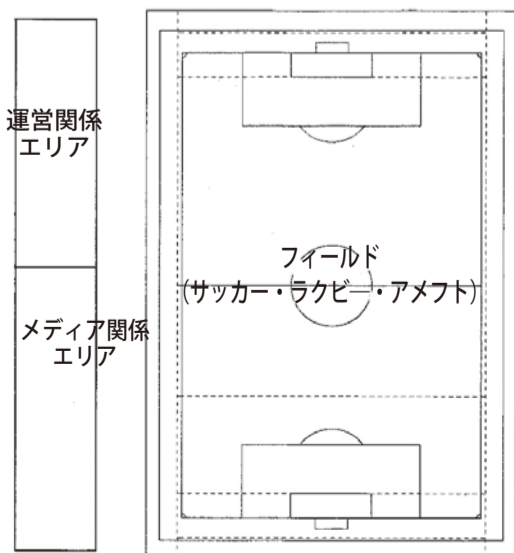 運営関係
エリア
フィールド
(サッカー・ラクビー・アメフト)
メディア関係
エリア